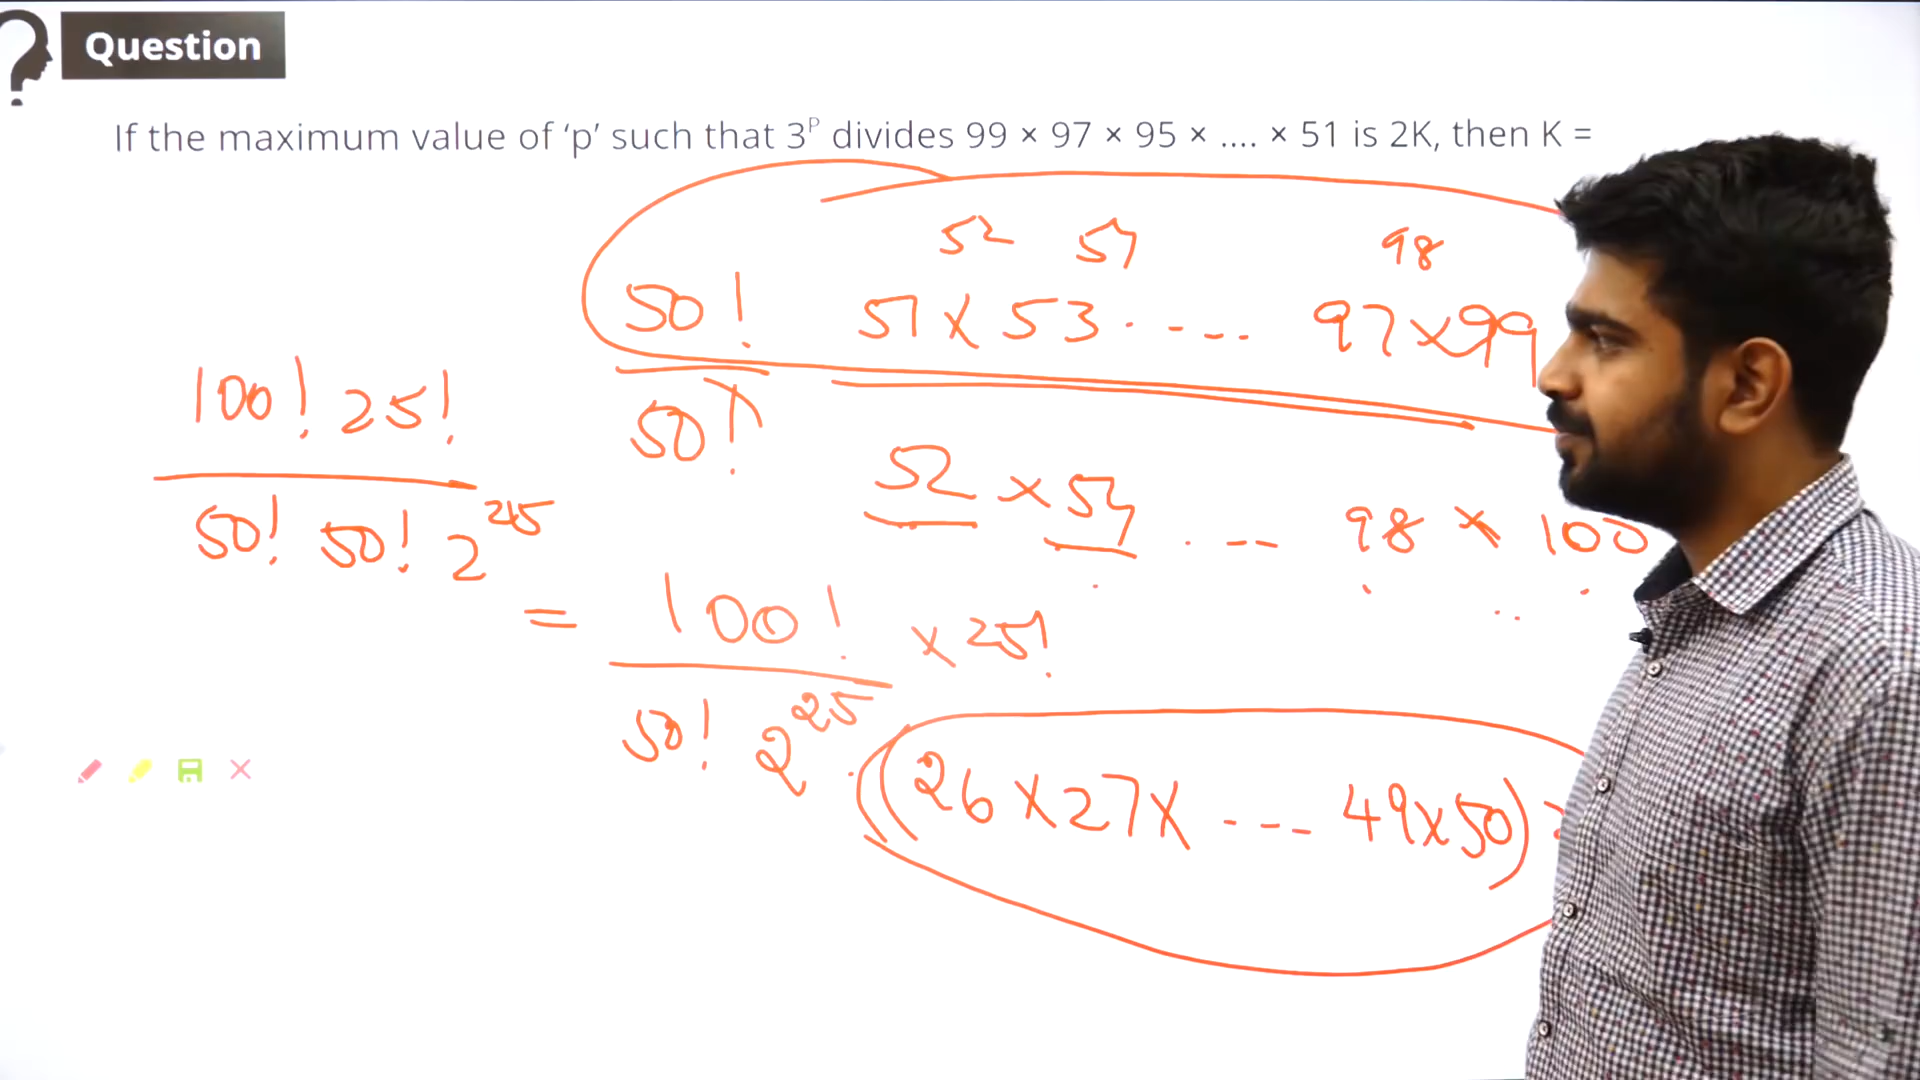 Question
If the maximum value of ‘p’ such that 3^P divides 99 × 97 × 95 × .... × 51 is 2K, then K =
52 54 98
50! 51 × 53 . - - - - 97 × 99
50!
100! 25!
50! 50! 2^25
52 × 54 . - - - 98 × 100
= 100! × 25!
50! 2^25 (26 × 27 × - - - - 49 × 50)